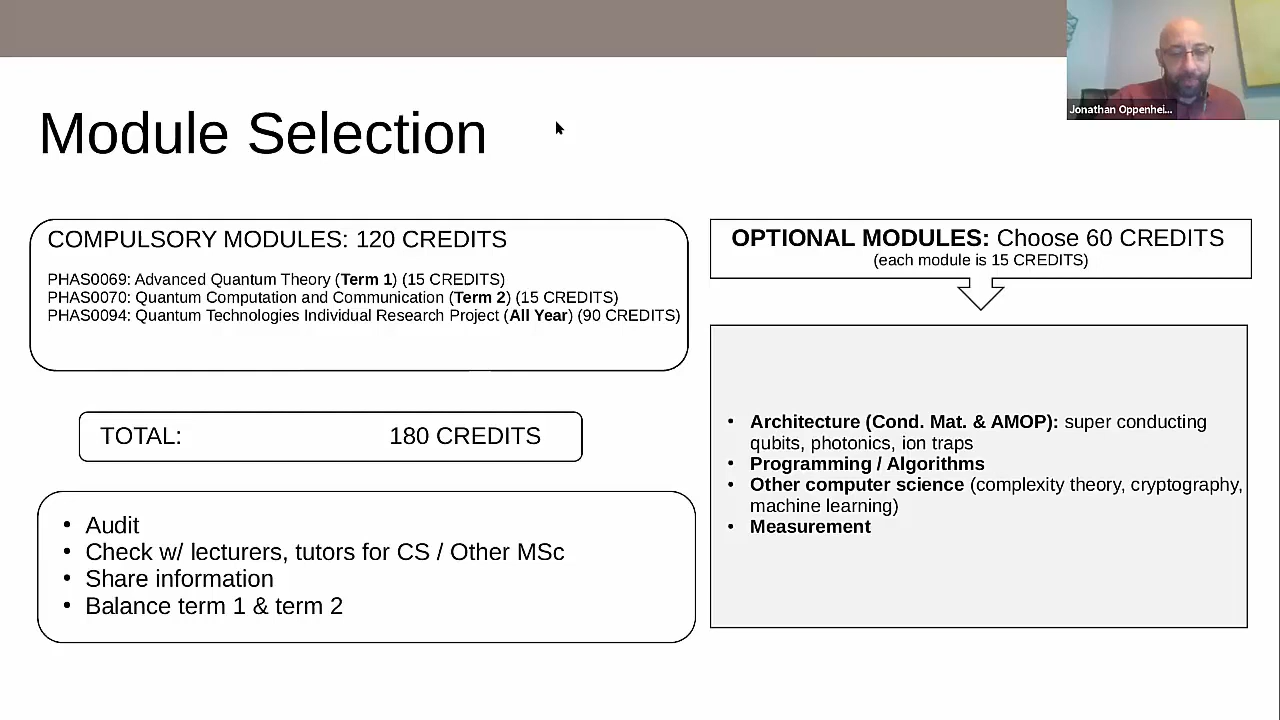 Jonathan Oppenhei...
Module Selection
COMPULSORY MODULES: 120 CREDITS
PHAS0069: Advanced Quantum Theory (Term 1) (15 CREDITS)
PHAS0070: Quantum Computation and Communication (Term 2) (15 CREDITS)
PHAS0094: Quantum Technologies Individual Research Project (All Year) (90 CREDITS)
TOTAL: 180 CREDITS
• Audit
• Check w/ lecturers, tutors for CS / Other MSc
• Share information
• Balance term 1 & term 2
OPTIONAL MODULES: Choose 60 CREDITS
(each module is 15 CREDITS)
• Architecture (Cond. Mat. & AMOP): super conducting
qubits, photonics, ion traps
• Programming / Algorithms
• Other computer science (complexity theory, cryptography,
machine learning)
• Measurement